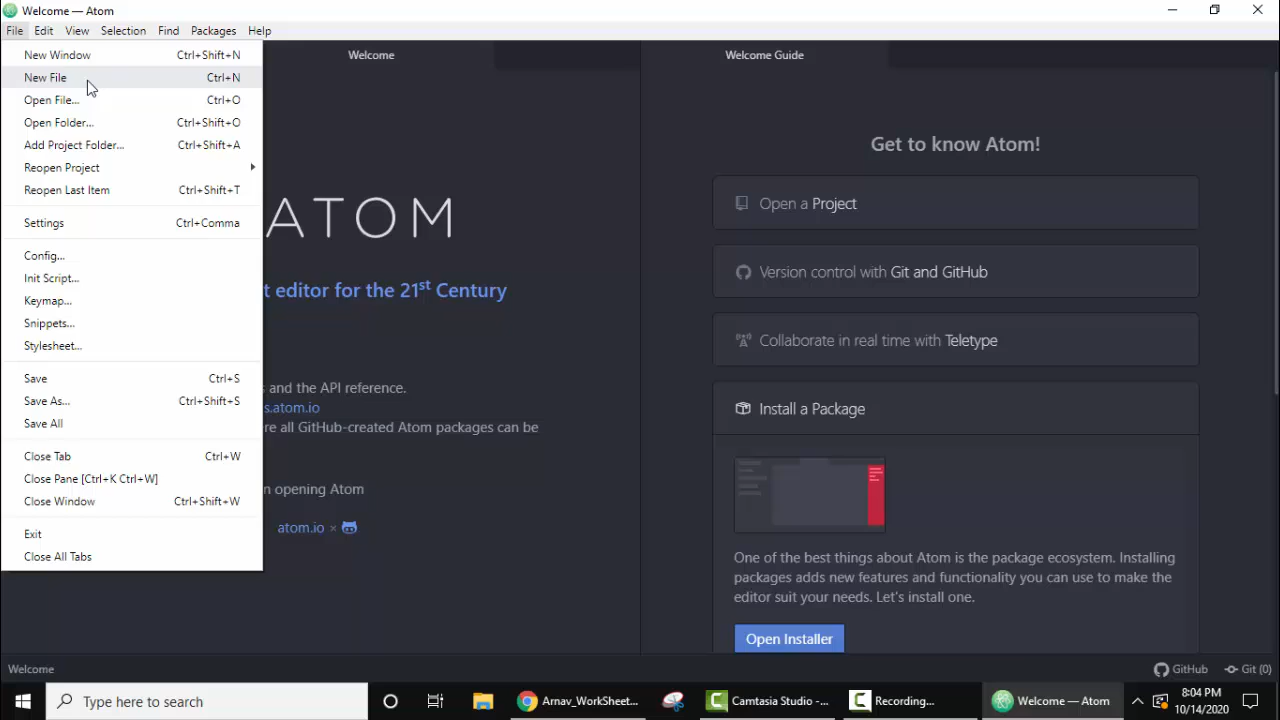 Welcome — Atom
File Edit View Selection Find Packages Help
New Window Ctrl+Shift+N
New File Ctrl+N
Open File... Ctrl+O
Open Folder... Ctrl+Shift+O
Add Project Folder... Ctrl+Shift+A
Reopen Project
Reopen Last Item Ctrl+Shift+T
Settings Ctrl+Comma
Config...
Init Script...
Keymap...
Snippets...
Stylesheet...
Save Ctrl+S
Save As... Ctrl+Shift+S
Save All
Close Tab Ctrl+W
Close Pane [Ctrl+K Ctrl+W]
Close Window Ctrl+Shift+W
Exit
Close All Tabs
Welcome
ATOM
t editor for the 21st Century
s and the API reference.
s.atom.io
re all GitHub-created Atom packages can be
n opening Atom
atom.io ×
Welcome Guide
Get to know Atom!
Open a Project
Version control with Git and GitHub
Collaborate in real time with Teletype
Install a Package
One of the best things about Atom is the package ecosystem. Installing
packages adds new features and functionality you can use to make the
editor suit your needs. Let's install one.
Open Installer
Welcome
GitHub Git (0)
Type here to search
Arnav_WorkSheet...
Camtasia Studio -...
Recording...
Welcome — Atom
8:04 PM
10/14/2020